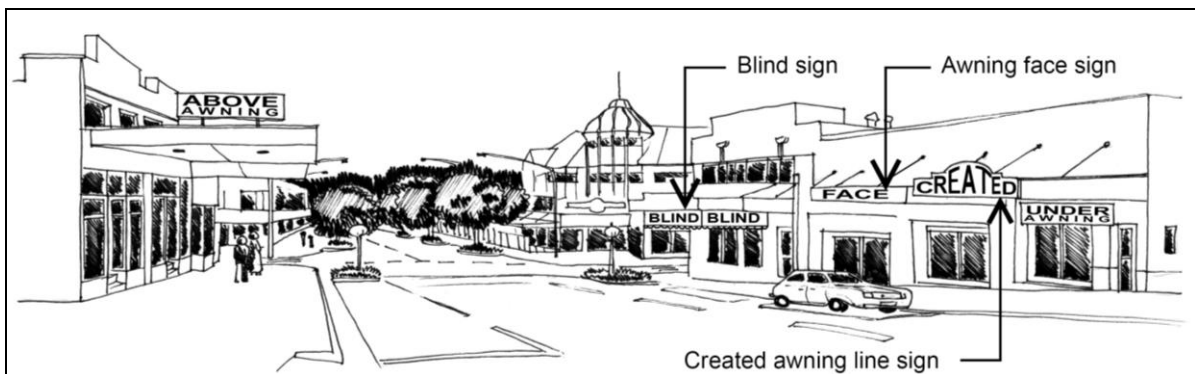 Blind sign
Awning face sign
ABOVE
AWNING
FACE
CREATED
BLIND
BLIND
UNDER
AWNING
Created awning line sign